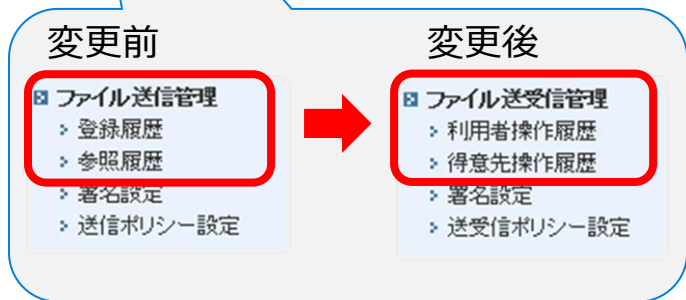 変更前
ファイル送信管理
登録履歴
参照履歴
署名設定
送信ポリシー設定
変更後
ファイル送受信管理
利用者操作履歴
得意先操作履歴
署名設定
送受信ポリシー設定